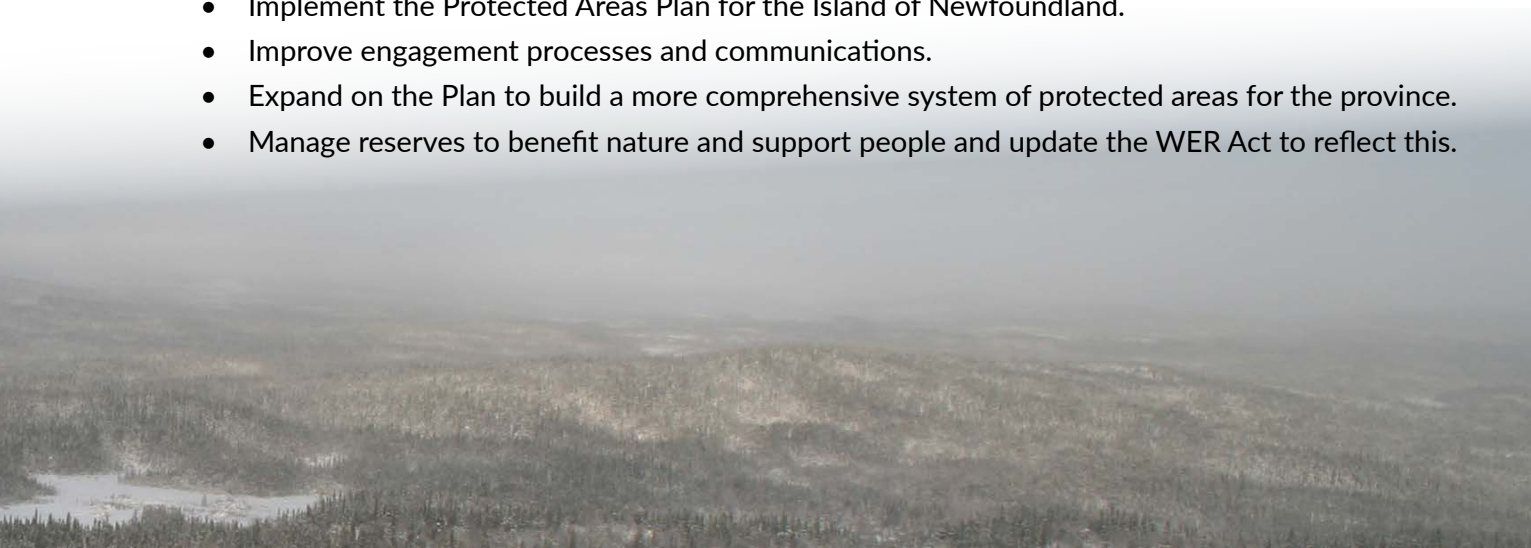 • Implement the Protected Areas Plan for the Island of Newfoundland.
• Improve engagement processes and communications.
• Expand on the Plan to build a more comprehensive system of protected areas for the province.
• Manage reserves to benefit nature and support people and update the WER Act to reflect this.